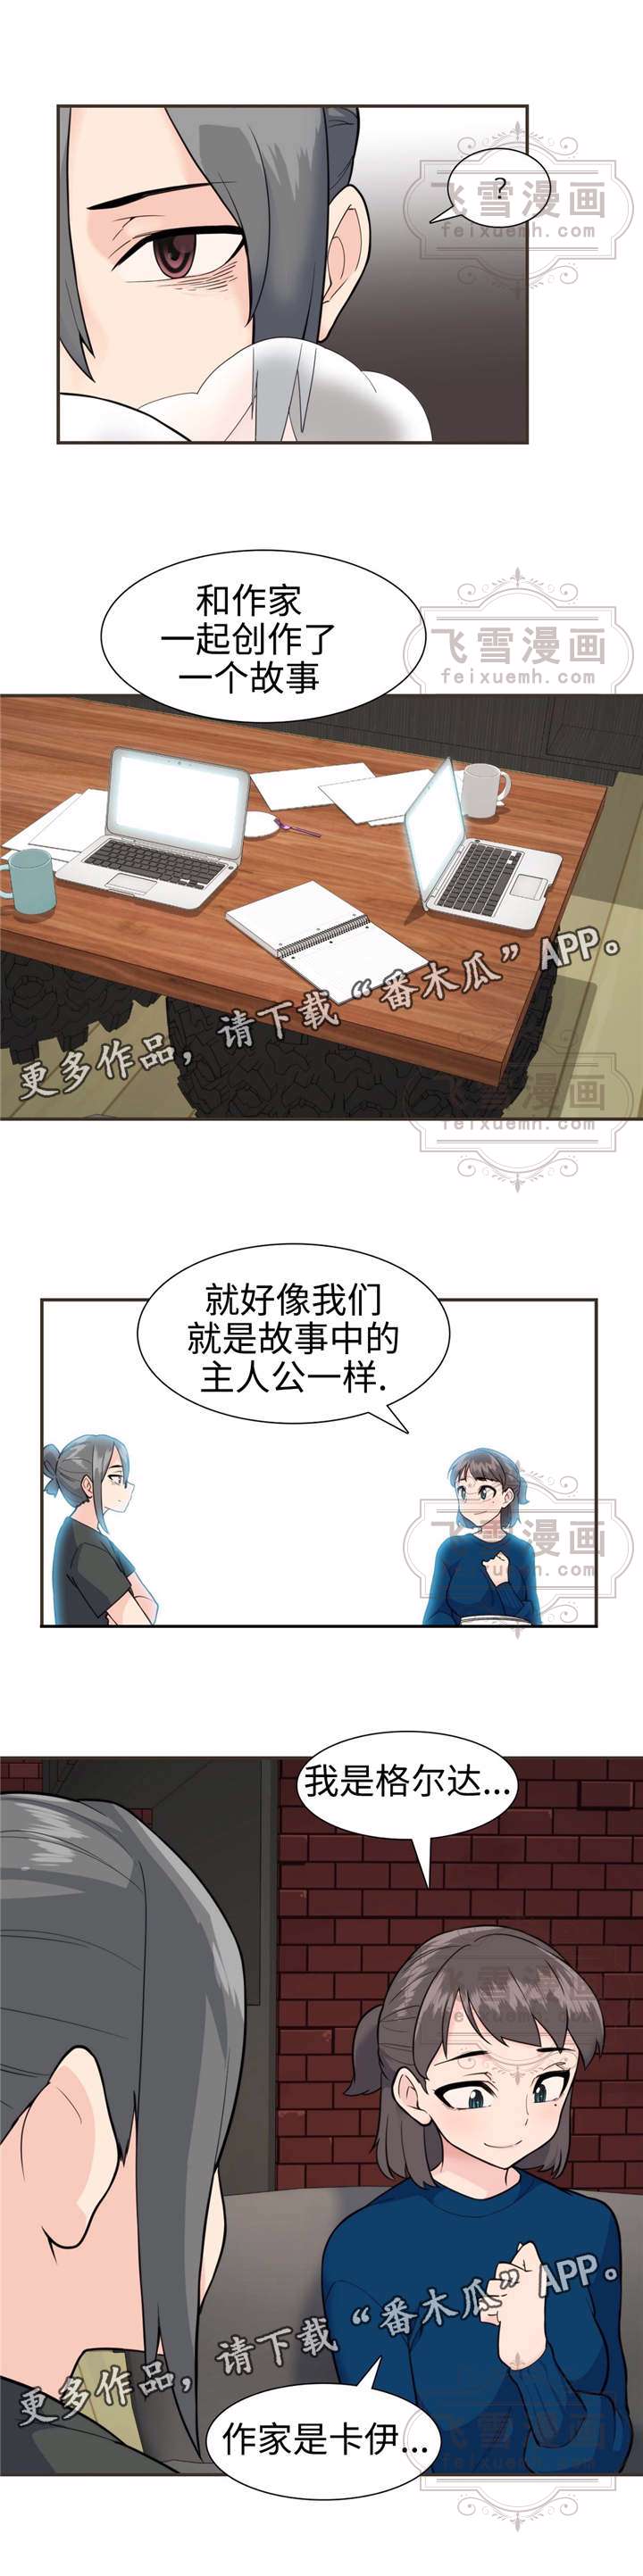 ?
飞雪漫画
feixuemh.com
和作家
一起创作了
一个故事
飞雪漫画
feixuemh.com
更多作品，请下载“番木瓜”APP。
飞雪漫画
feixuemh.com
就好像我们
就是故事中的
主人公一样.
飞雪漫画
feixuemh.com
我是格尔达...
飞雪漫画
feixuemh.com
更多作品，请下载“番木瓜”APP。
作家是卡伊...
飞雪漫画
feixuemh.com